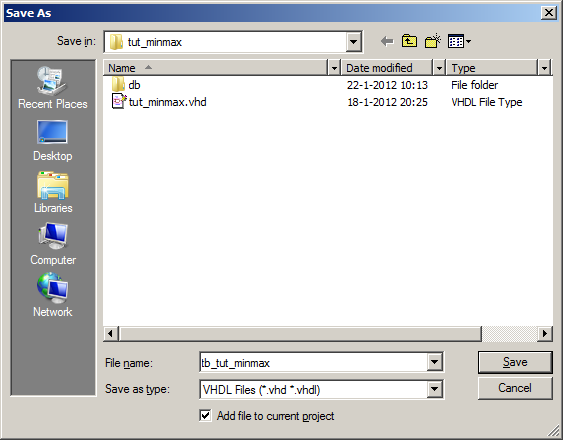 Save As
Save in: tut_minmax
Name Date modified Type
db 22-1-2012 10:13 File folder
tut_minmax.vhd 18-1-2012 20:25 VHDL File Type
Recent Places
Desktop
Libraries
Computer
Network
File name: tb_tut_minmax Save
Save as type: VHDL Files (*.vhd *.vhdl) Cancel
Add file to current project